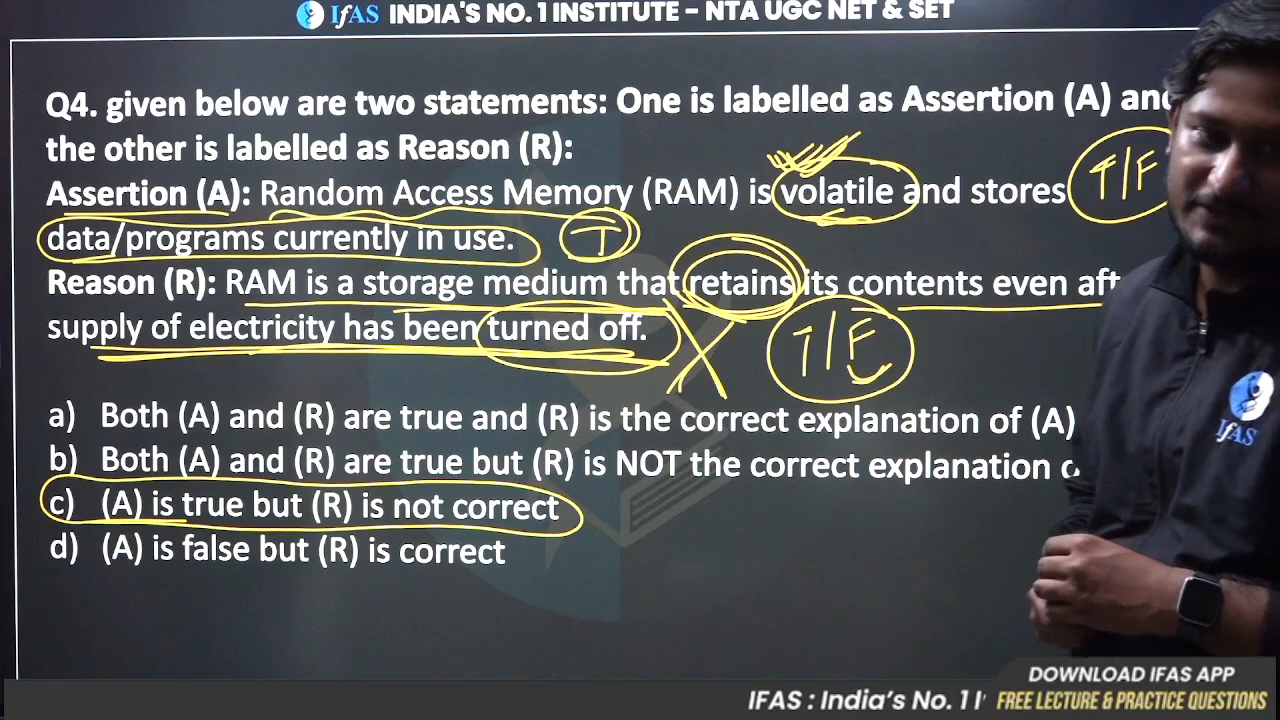 IFAS INDIA'S NO. 1 INSTITUTE – NTA UGC NET & SET
Q4. given below are two statements: One is labelled as Assertion (A) and
the other is labelled as Reason (R):
Assertion (A): Random Access Memory (RAM) is volatile and stores T/F
data/programs currently in use. T
Reason (R): RAM is a storage medium that retains its contents even aft
supply of electricity has been turned off. X T/F
a) Both (A) and (R) are true and (R) is the correct explanation of (A)
b) Both (A) and (R) are true but (R) is NOT the correct explanation
c) (A) is true but (R) is not correct
d) (A) is false but (R) is correct
IFAS
DOWNLOAD IFAS APP
IFAS : India's No. 1 I FREE LECTURE & PRACTICE QUESTIONS